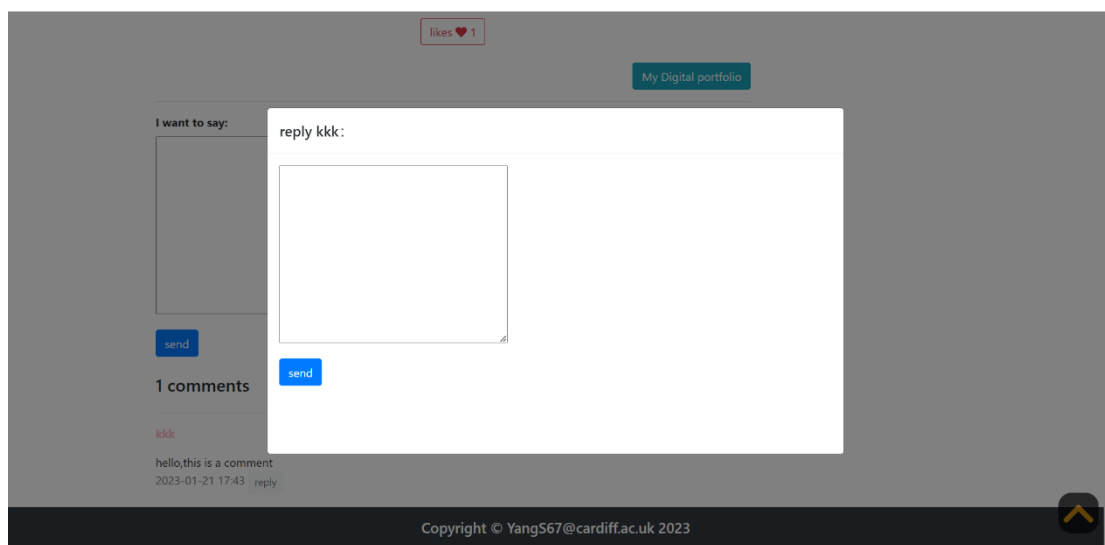 likes ❤ 1
My Digital portfolio
I want to say:
reply kkk:
send
send
1 comments
kkk
hello,this is a comment
2023-01-21 17:43 reply
Copyright © YangS67@cardiff.ac.uk 2023